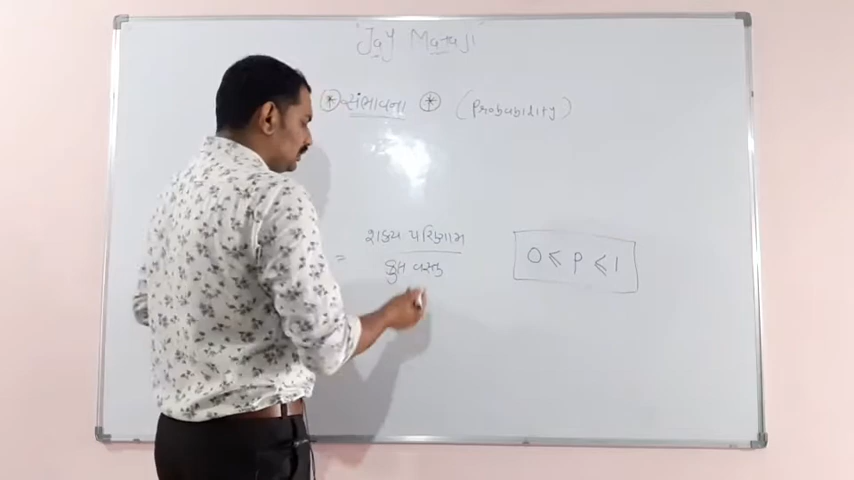 Jay Mataji
* સંભાવના * (Probability)
= શક્ય પરિણામ / કુલ વસ્તુ
0 ≤ P ≤ 1